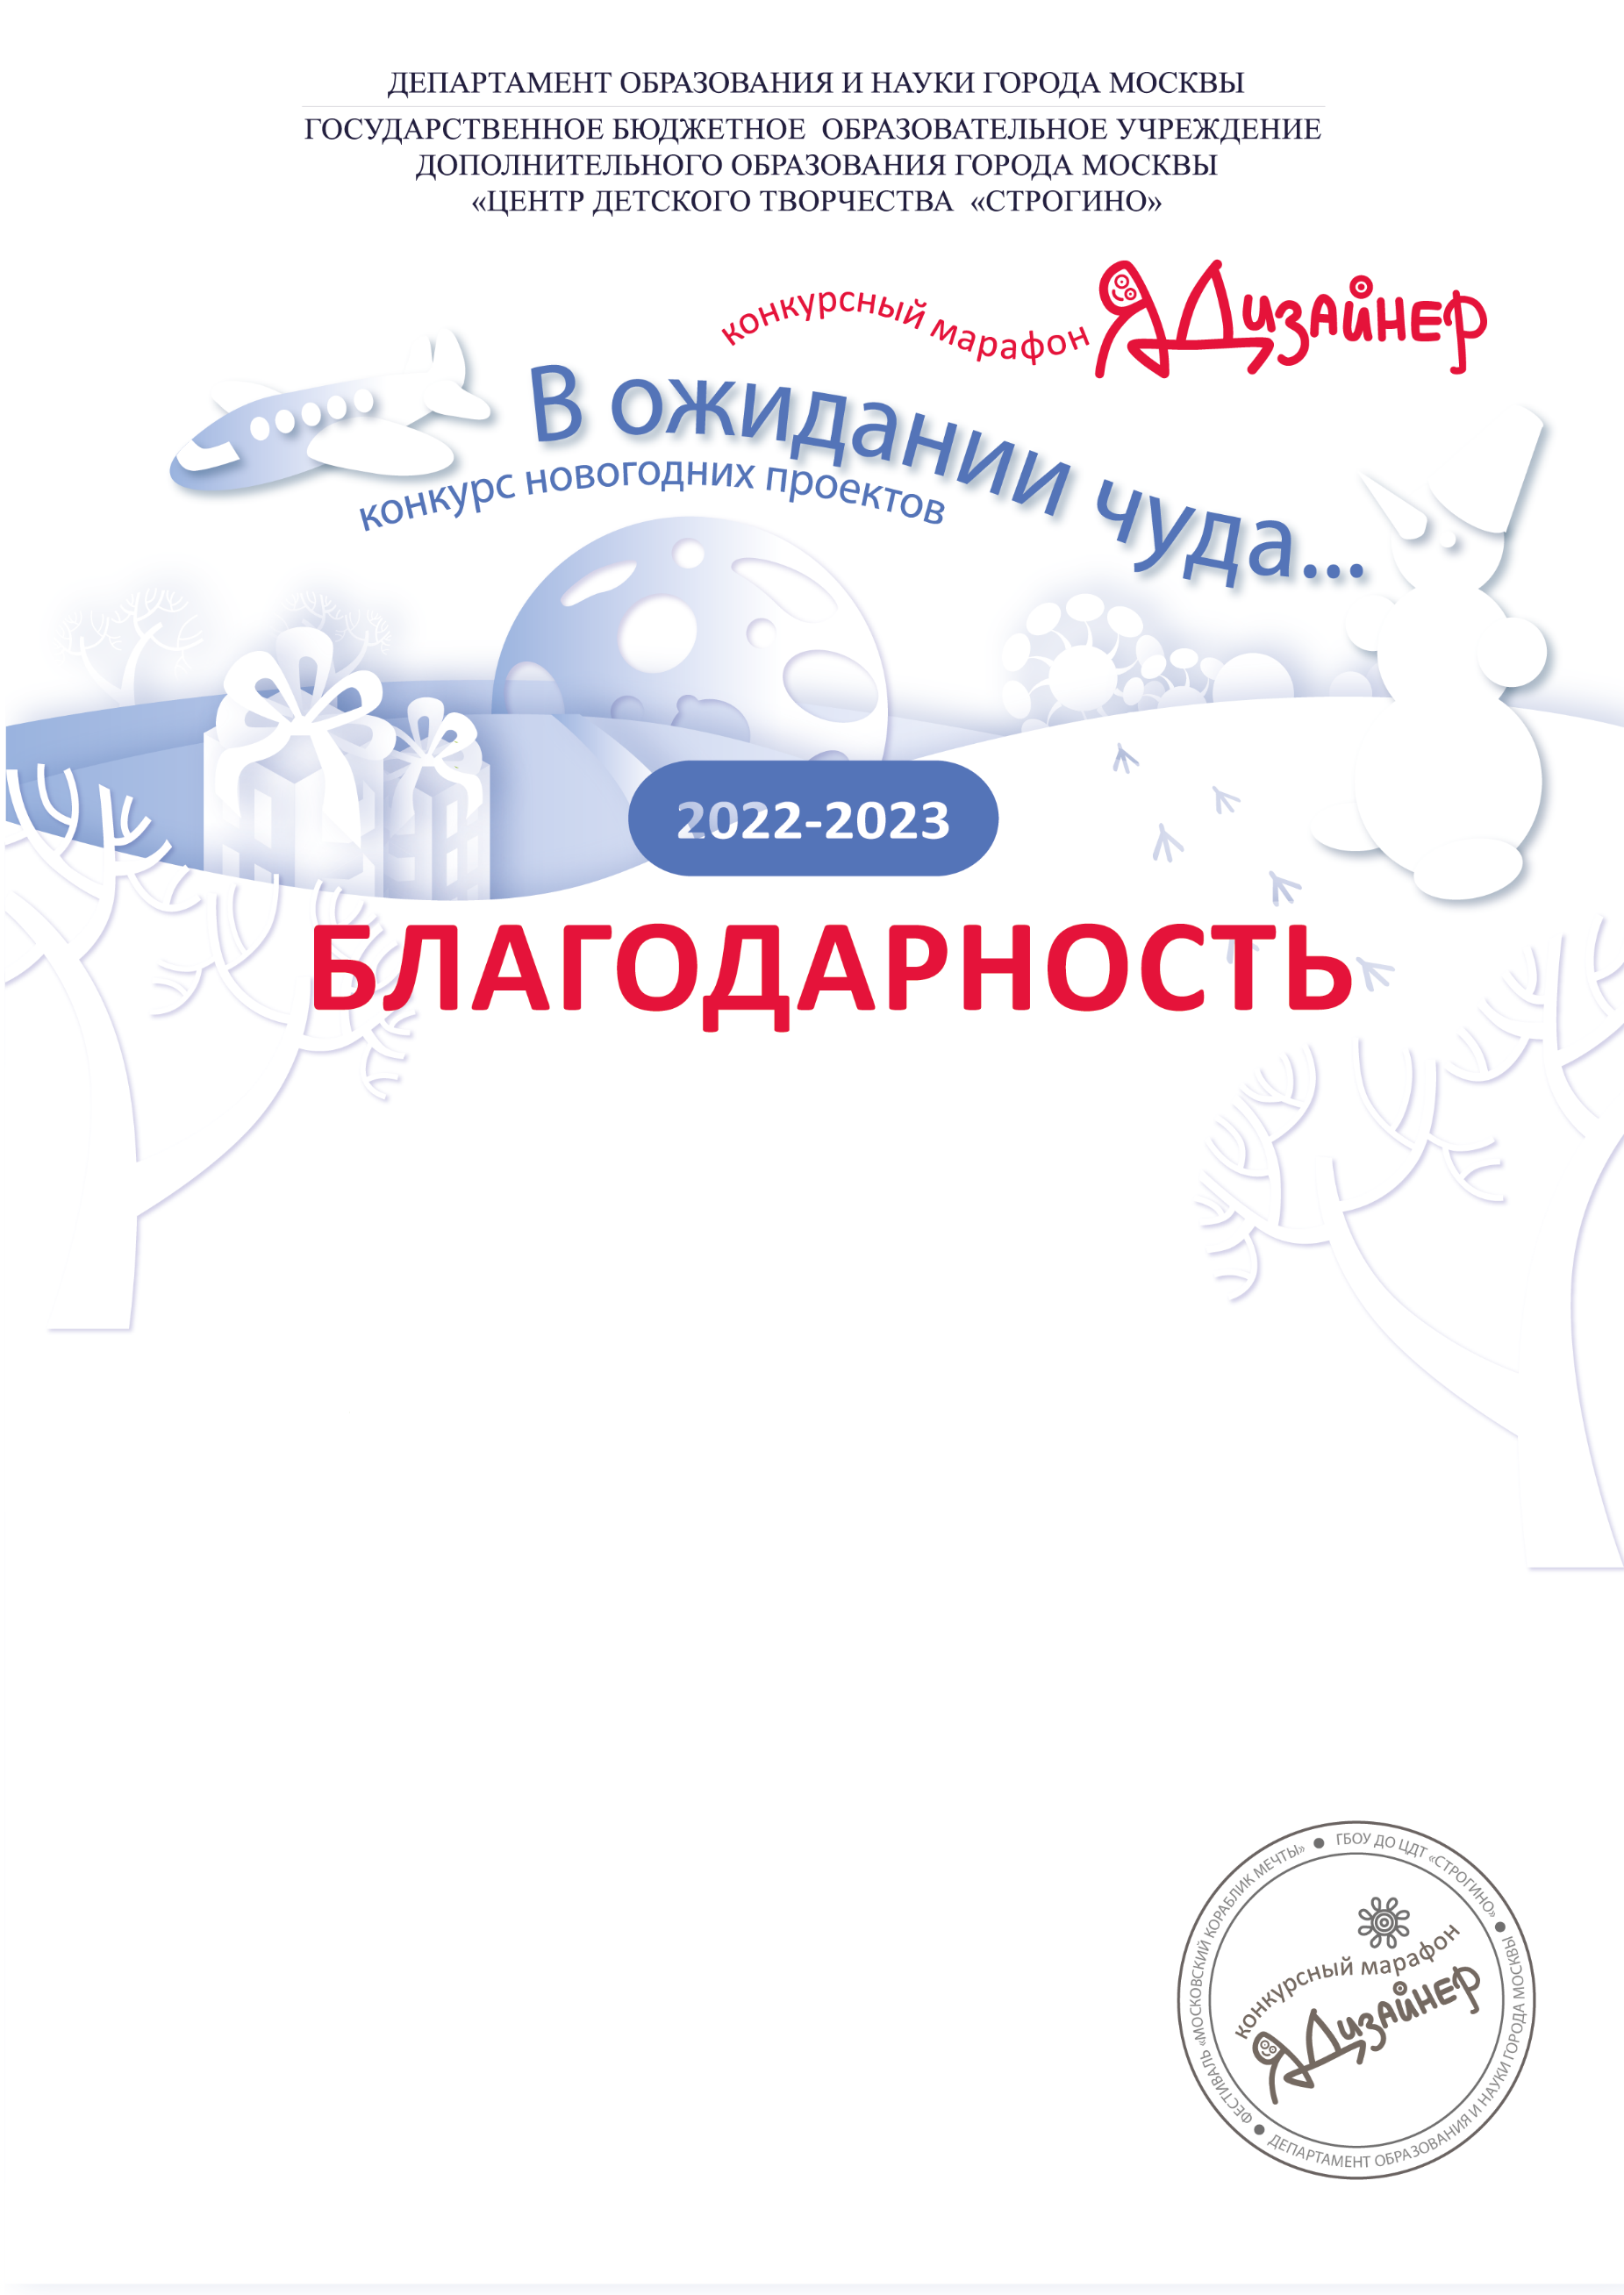 ДЕПАРТАМЕНТ ОБРАЗОВАНИЯ И НАУКИ ГОРОДА МОСКВЫ
ГОСУДАРСТВЕННОЕ БЮДЖЕТНОЕ ОБРАЗОВАТЕЛЬНОЕ УЧРЕЖДЕНИЕ
ДОПОЛНИТЕЛЬНОГО ОБРАЗОВАНИЯ ГОРОДА МОСКВЫ
«ЦЕНТР ДЕТСКОГО ТВОРЧЕСТВА «СТРОГИНО»
конкурсный марафон
Я Дизайнер
В ожидании чуда...
конкурс новогодних проектов
2022-2023
БЛАГОДАРНОСТЬ
ФЕСТИВАЛЬ «МОСКОВСКИЙ КОРАБЛИК МЕЧТЫ» ● ГБОУ ДО ЦДТ «СТРОГИНО» ● ДЕПАРТАМЕНТ ОБРАЗОВАНИЯ И НАУКИ ГОРОДА МОСКВЫ ●
конкурсный марафон
Я Дизайнер